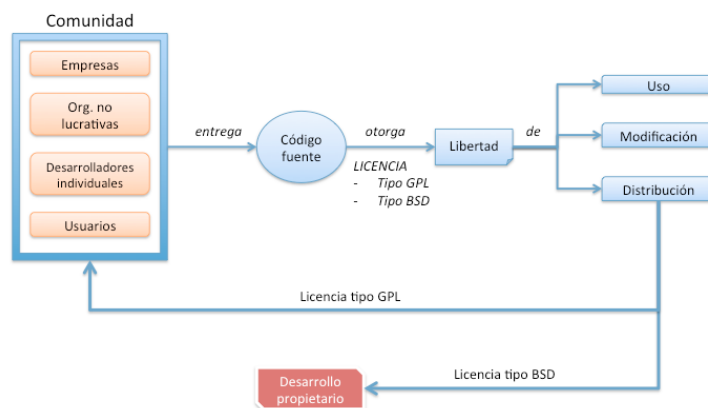 Comunidad
Empresas
Org. no
lucrativas
Desarrolladores
individuales
Usuarios
entrega
Código
fuente
otorga
LICENCIA
- Tipo GPL
- Tipo BSD
Libertad
de
Uso
Modificación
Distribución
Licencia tipo GPL
Licencia tipo BSD
Desarrollo
propietario